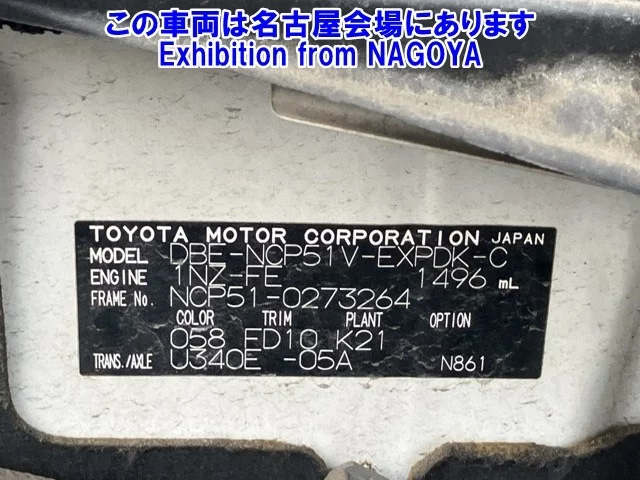 この車両は名古屋会場にあります
Exhibition from NAGOYA
TOYOTA MOTOR CORPORATION JAPAN
MODEL DBE-NCP51V-EXPDK-C
ENGINE 1NZ-FE 1496 mL
FRAME No. NCP51-0273264
COLOR TRIM PLANT OPTION
058 FD10 K21
TRANS./AXLE U340E -05A N861